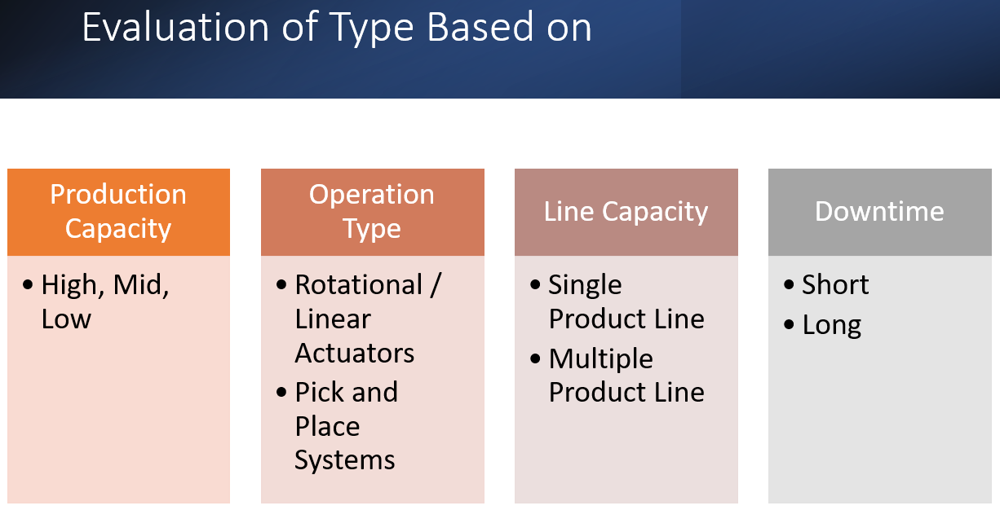 Evaluation of Type Based on
Production
Capacity
• High, Mid,
Low
Operation
Type
• Rotational /
Linear
Actuators
• Pick and
Place
Systems
Line Capacity
• Single
Product Line
• Multiple
Product Line
Downtime
• Short
• Long